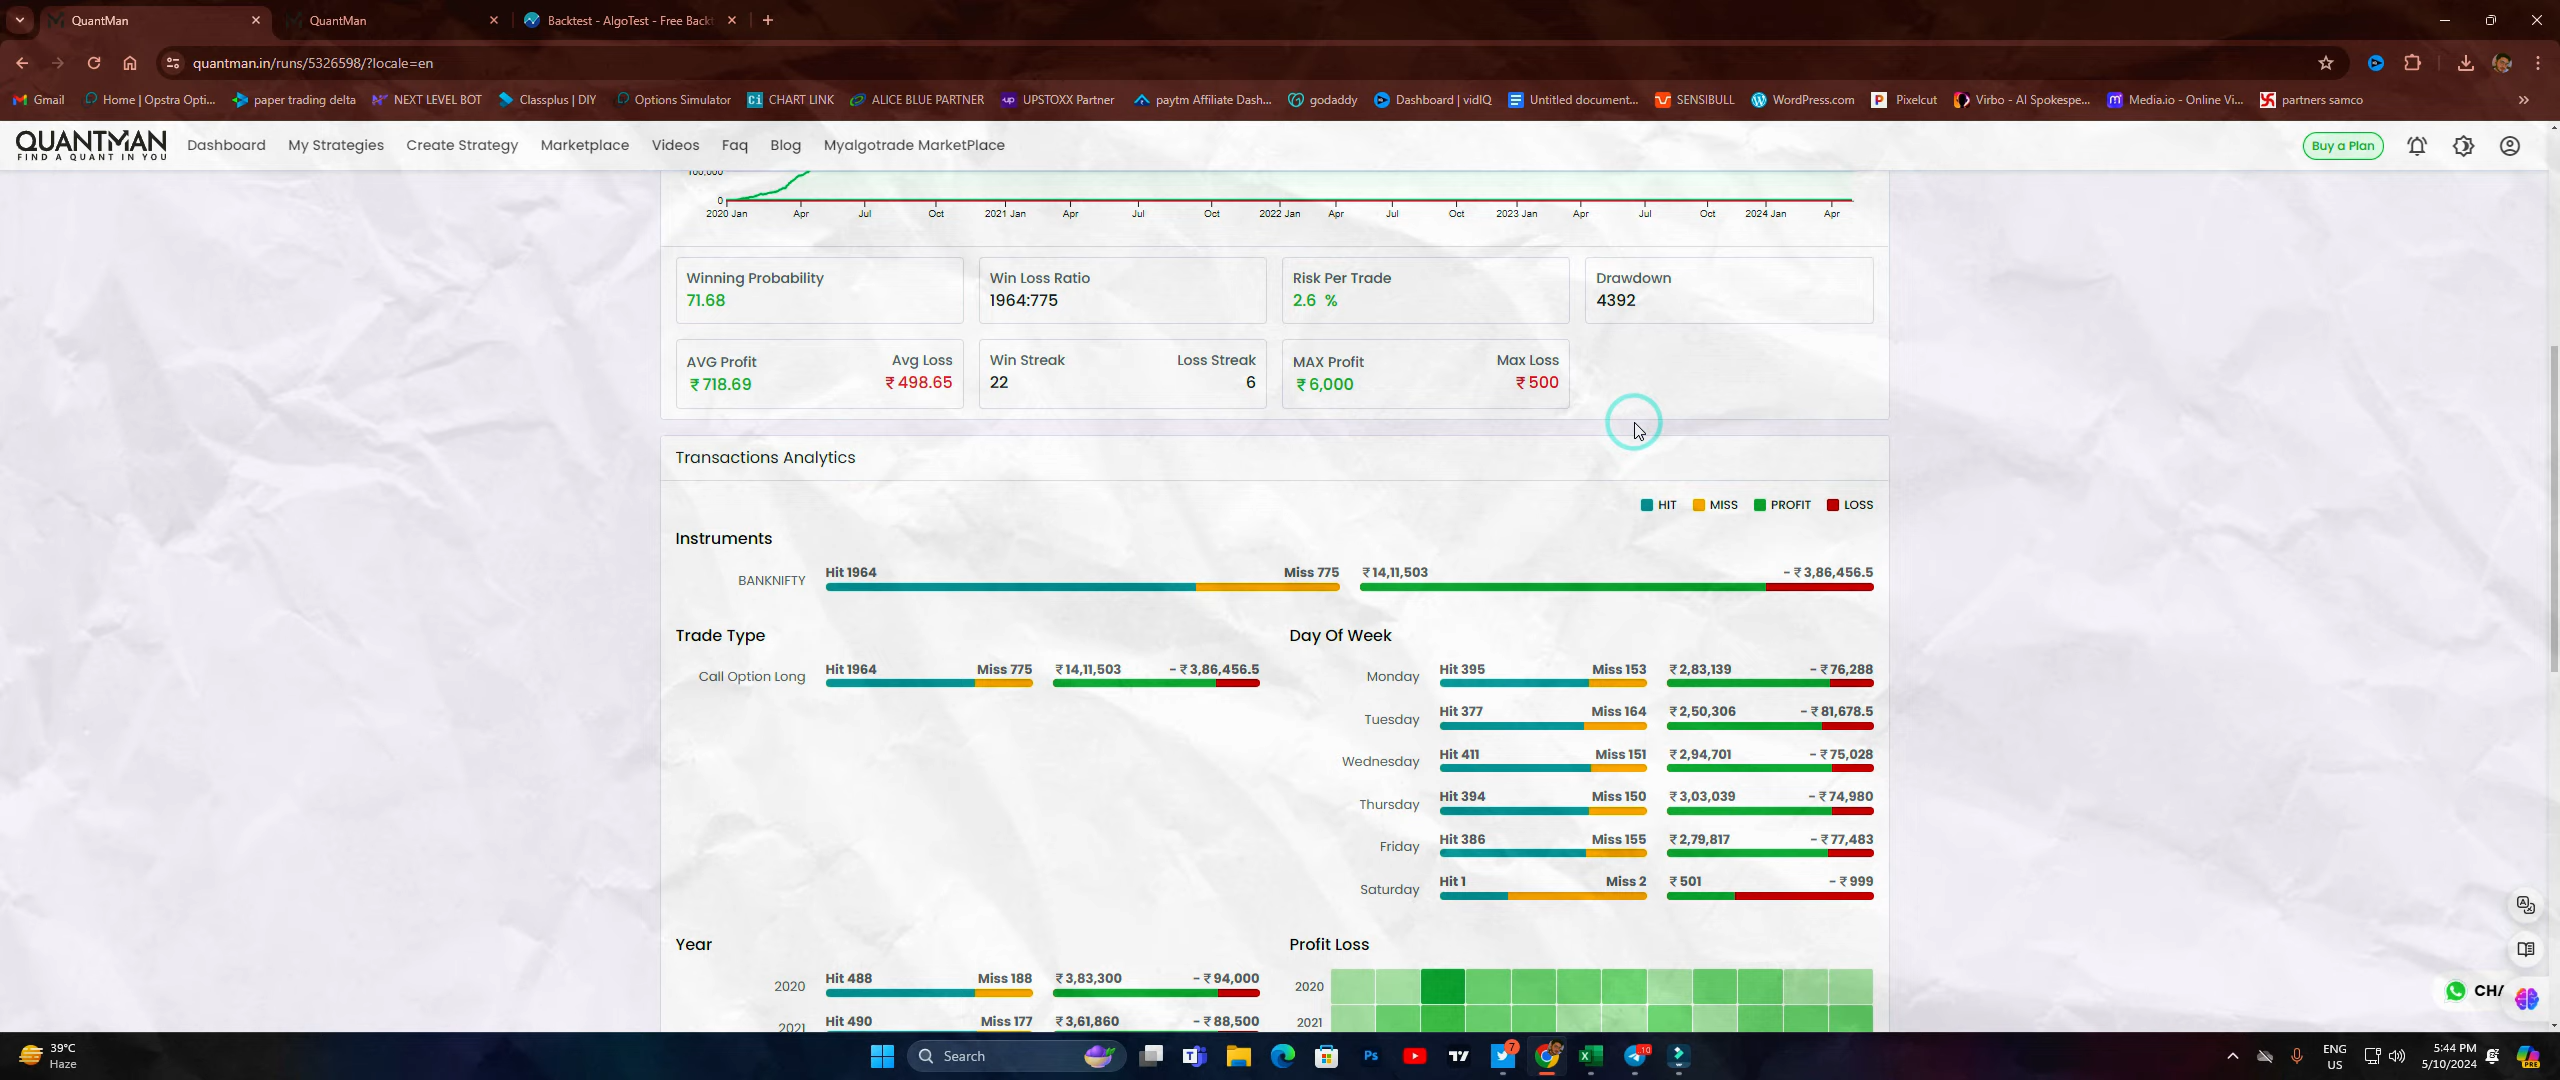 QuantMan
QuantMan
Backtest - AlgoTest - Free Backt
quantman.in/runs/5326598/?locale=en
Gmail
Home | Opstra Opti...
paper trading delta
NEXT LEVEL BOT
Classplus | DIY
Options Simulator
CHART LINK
ALICE BLUE PARTNER
UPSTOXX Partner
paytm Affiliate Dash...
godaddy
Dashboard | vidIQ
Untitled document...
SENSIBULL
WordPress.com
Pixelcut
Virbo - AI Spokespe...
Media.io - Online Vi...
partners samco
QUANTMAN
FIND A QUANT IN YOU
Dashboard
My Strategies
Create Strategy
Marketplace
Videos
Faq
Blog
Myalgotrade MarketPlace
Buy a Plan
100,000
0
2020 Jan Apr Jul Oct 2021 Jan Apr Jul Oct 2022 Jan Apr Jul Oct 2023 Jan Apr Jul Oct 2024 Jan Apr
Winning Probability
71.68
Win Loss Ratio
1964:775
Risk Per Trade
2.6 %
Drawdown
4392
AVG Profit Avg Loss
₹718.69 ₹498.65
Win Streak Loss Streak
22 6
MAX Profit Max Loss
₹6,000 ₹500
Transactions Analytics
HIT MISS PROFIT LOSS
Instruments
BANKNIFTY Hit 1964 Miss 775 ₹14,11,503 -₹3,86,456.5
Trade Type
Call Option Long Hit 1964 Miss 775 ₹14,11,503 -₹3,86,456.5
Day Of Week
Monday Hit 395 Miss 153 ₹2,83,139 -₹76,288
Tuesday Hit 377 Miss 164 ₹2,50,306 -₹81,678.5
Wednesday Hit 411 Miss 151 ₹2,94,701 -₹75,028
Thursday Hit 394 Miss 150 ₹3,03,039 -₹74,980
Friday Hit 386 Miss 155 ₹2,79,817 -₹77,483
Saturday Hit 1 Miss 2 ₹501 -₹999
Year
2020 Hit 488 Miss 188 ₹3,83,300 -₹94,000
2021 Hit 490 Miss 177 ₹3,61,860 -₹88,500
Profit Loss
2020
2021
CHA
39°C
Haze
Search
7
10
ENG
US
5:44 PM
5/10/2024